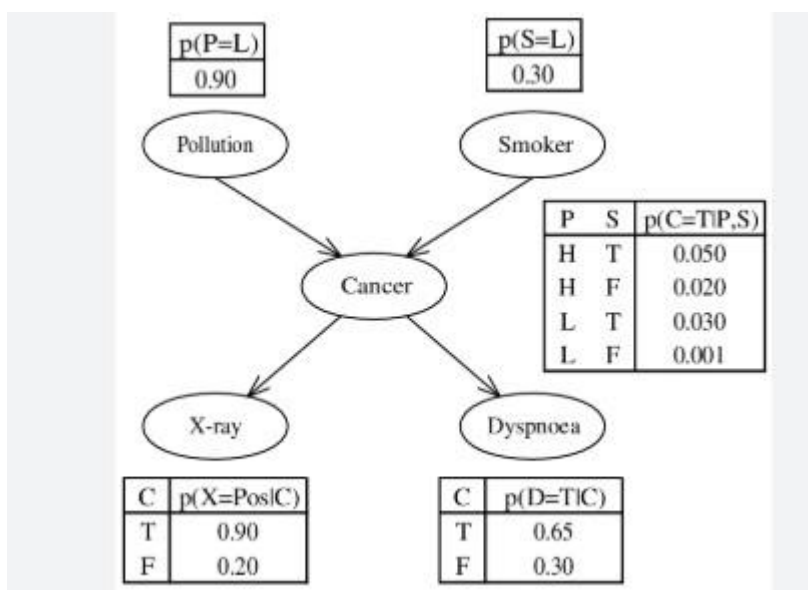 p(P=L) p(S=L)
0.90 0.30
Pollution Smoker
P S p(C=T|P,S)
H T 0.050
H F 0.020
L T 0.030
L F 0.001
Cancer
X-ray Dyspnoea
C p(X=Pos|C)
T 0.90
F 0.20
C p(D=T|C)
T 0.65
F 0.30